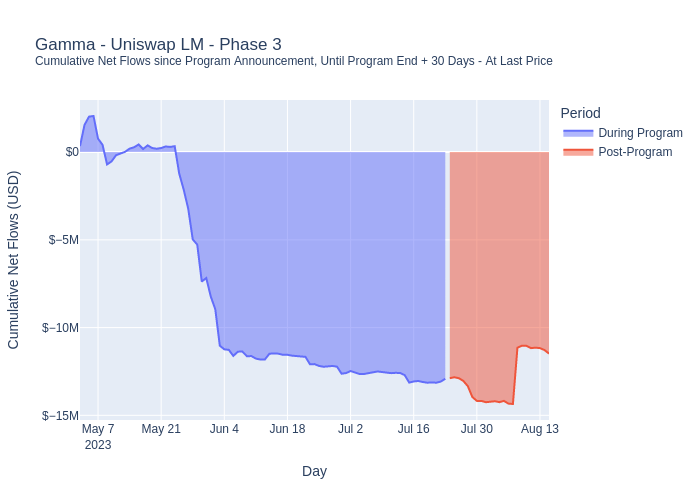 Gamma - Uniswap LM - Phase 3
Cumulative Net Flows since Program Announcement, Until Program End + 30 Days - At Last Price
Period
During Program
Post-Program
Cumulative Net Flows (USD)
$0
$−5M
$−10M
$−15M
May 7
2023
May 21
Jun 4
Jun 18
Jul 2
Jul 16
Jul 30
Aug 13
Day